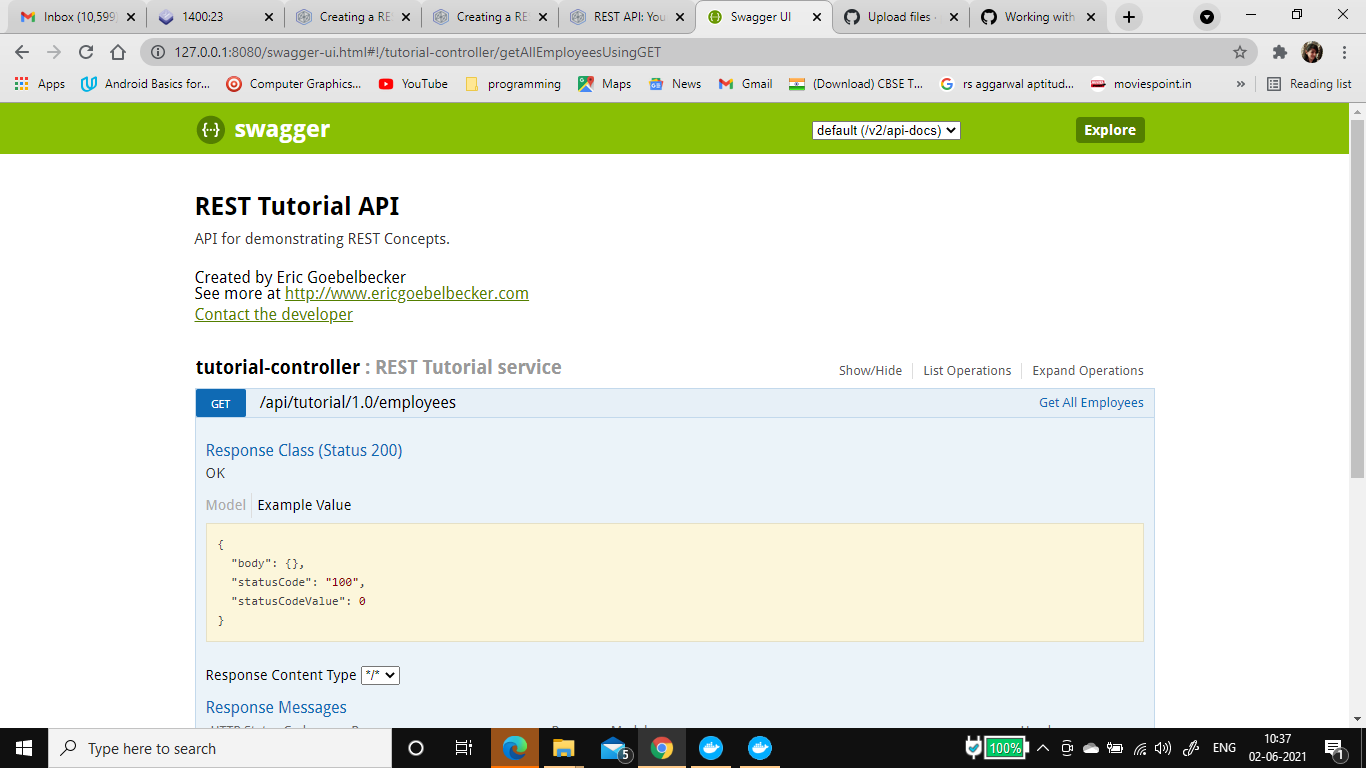 Inbox (10,599)
1400:23
Creating a RE
Creating a RE
REST API: You
Swagger UI
Upload files
Working with
127.0.0.1:8080/swagger-ui.html#!/tutorial-controller/getAllEmployeesUsingGET
Apps
Android Basics for...
Computer Graphics...
YouTube
programming
Maps
News
Gmail
(Download) CBSE T...
rs aggarwal aptitud...
moviespoint.in
»
Reading list
{··} swagger
default (/v2/api-docs)
Explore
REST Tutorial API
API for demonstrating REST Concepts.
Created by Eric Goebelbecker
See more at http://www.ericgoebelbecker.com
Contact the developer
tutorial-controller : REST Tutorial service
Show/Hide
List Operations
Expand Operations
GET
/api/tutorial/1.0/employees
Get All Employees
Response Class (Status 200)
OK
Model
Example Value
{
"body": {},
"statusCode": "100",
"statusCodeValue": 0
}
Response Content Type */*
Response Messages
Type here to search
5
100%
ENG
10:37
02-06-2021
1